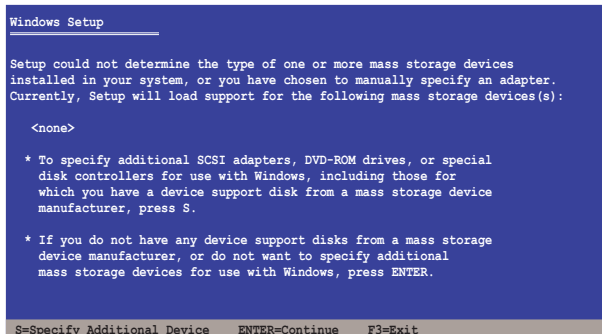 Windows Setup
Setup could not determine the type of one or more mass storage devices
installed in your system, or you have chosen to manually specify an adapter.
Currently, Setup will load support for the following mass storage devices(s):
<none>
* To specify additional SCSI adapters, DVD-ROM drives, or special
disk controllers for use with Windows, including those for
which you have a device support disk from a mass storage device
manufacturer, press S.
* If you do not have any device support disks from a mass storage
device manufacturer, or do not want to specify additional
mass storage devices for use with Windows, press ENTER.
S=Specify Additional Device ENTER=Continue F3=Exit